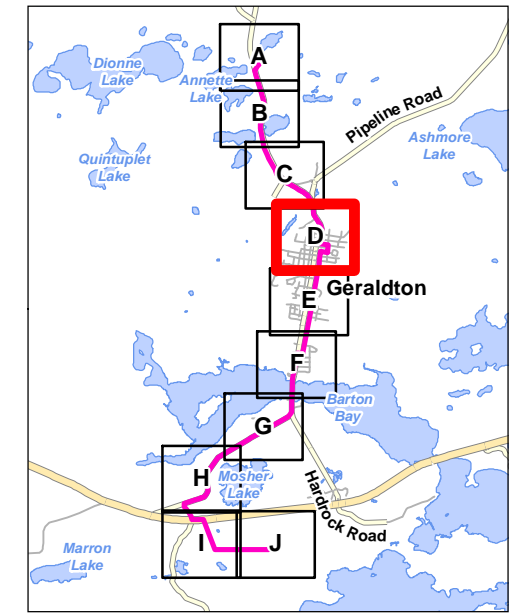 A
Dionne
Lake
Annette
Lake
B
Pipeline Road
Ashmore
Lake
Quintuplet
Lake
C
D
E
Geraldton
F
Barton
Bay
G
H
Mosher
Lake
Hardrock Road
I
J
Marron
Lake